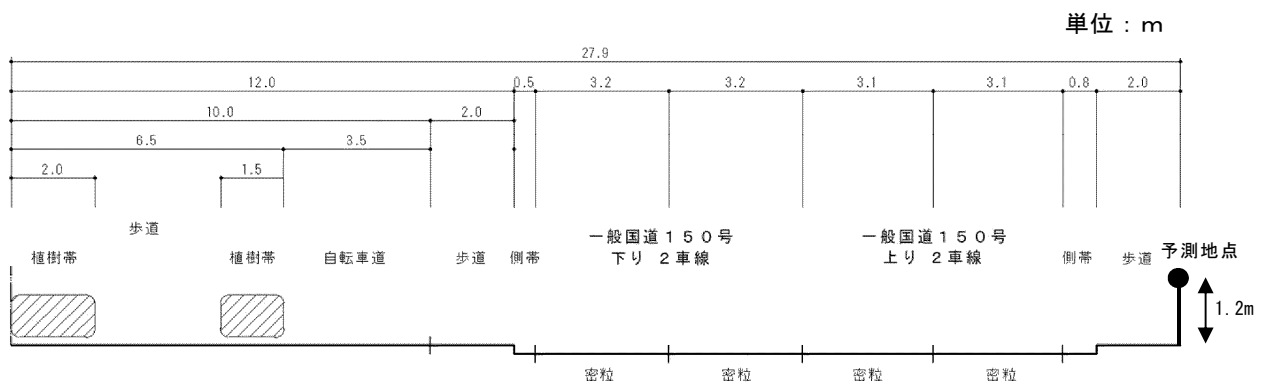 単位：ｍ
27.9
12.0 0.5 3.2 3.2 3.1 3.1 0.8 2.0
10.0 2.0
6.5 3.5
2.0 1.5
歩道
一般国道１５０号 一般国道１５０号
植樹帯 植樹帯 自転車道 歩道 側帯 下り ２車線 上り ２車線 側帯 歩道 予測地点
1.2m
密粒 密粒 密粒 密粒